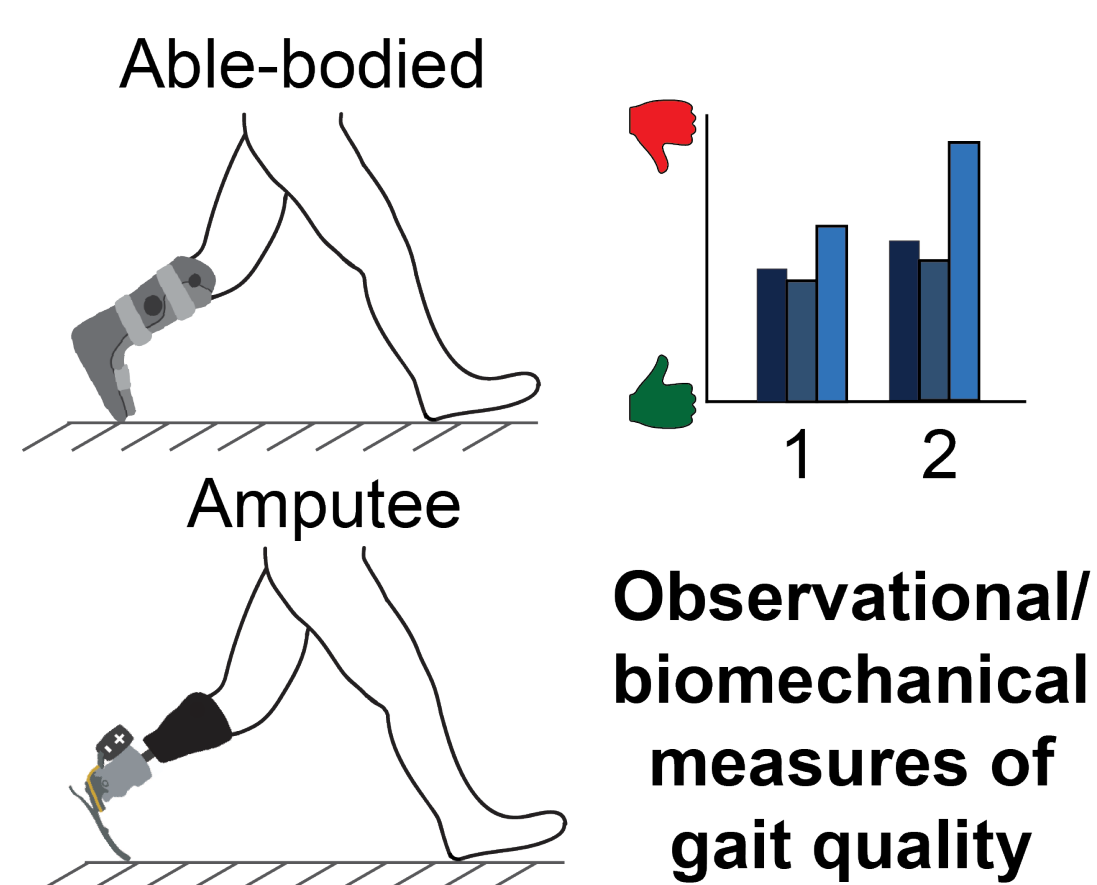 Able-bodied
1 2
Amputee
Observational/
biomechanical
measures of
gait quality